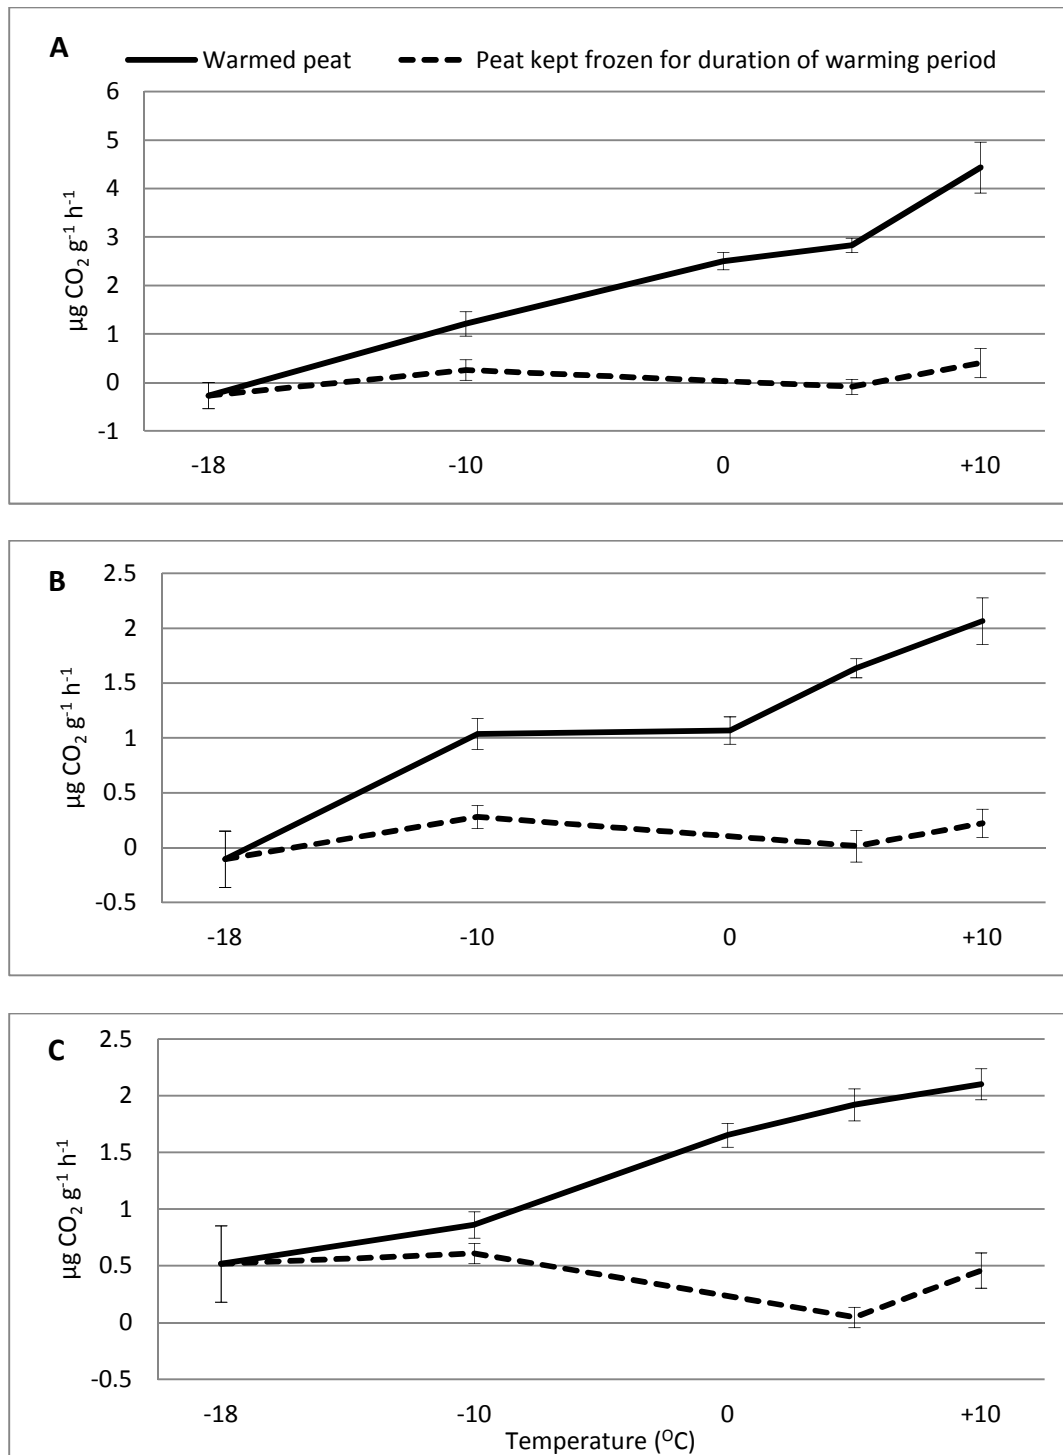 A
Warmed peat
Peat kept frozen for duration of warming period
6
5
4
3
2
1
0
-1
µg CO₂ g⁻¹ h⁻¹
-18 -10 0 +10
B
2.5
2
1.5
1
0.5
0
-0.5
µg CO₂ g⁻¹ h⁻¹
-18 -10 0 +10
C
2.5
2
1.5
1
0.5
0
-0.5
µg CO₂ g⁻¹ h⁻¹
-18 -10 0 +10
Temperature (⁰C)